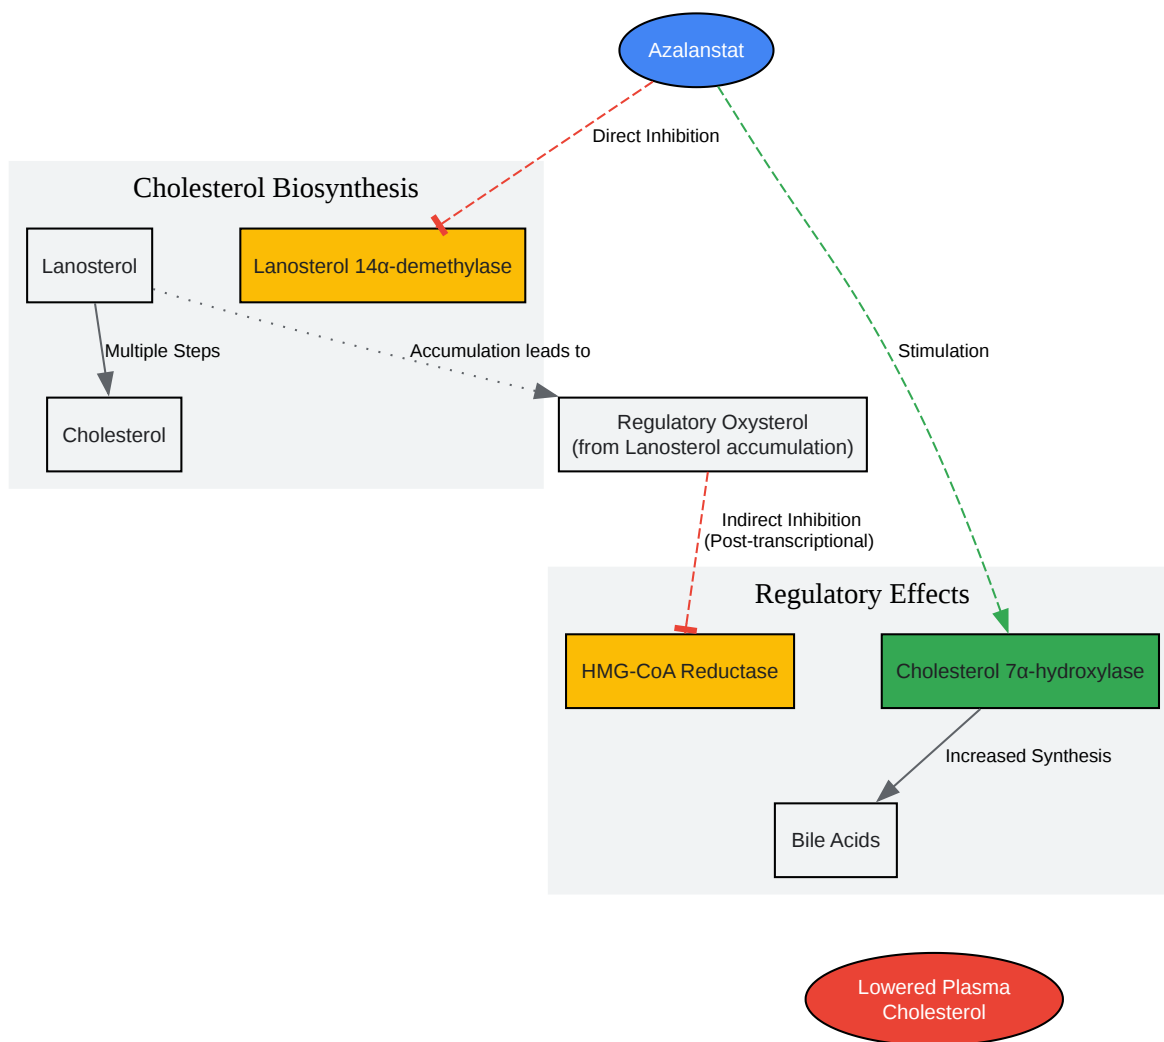 Azalanstat
Direct Inhibition
Cholesterol Biosynthesis
Lanosterol
Lanosterol 14α-demethylase
Multiple Steps
Accumulation leads to
Stimulation
Cholesterol
Regulatory Oxysterol
(from Lanosterol accumulation)
Indirect Inhibition
(Post-transcriptional)
Regulatory Effects
HMG-CoA Reductase
Cholesterol 7α-hydroxylase
Increased Synthesis
Bile Acids
Lowered Plasma
Cholesterol